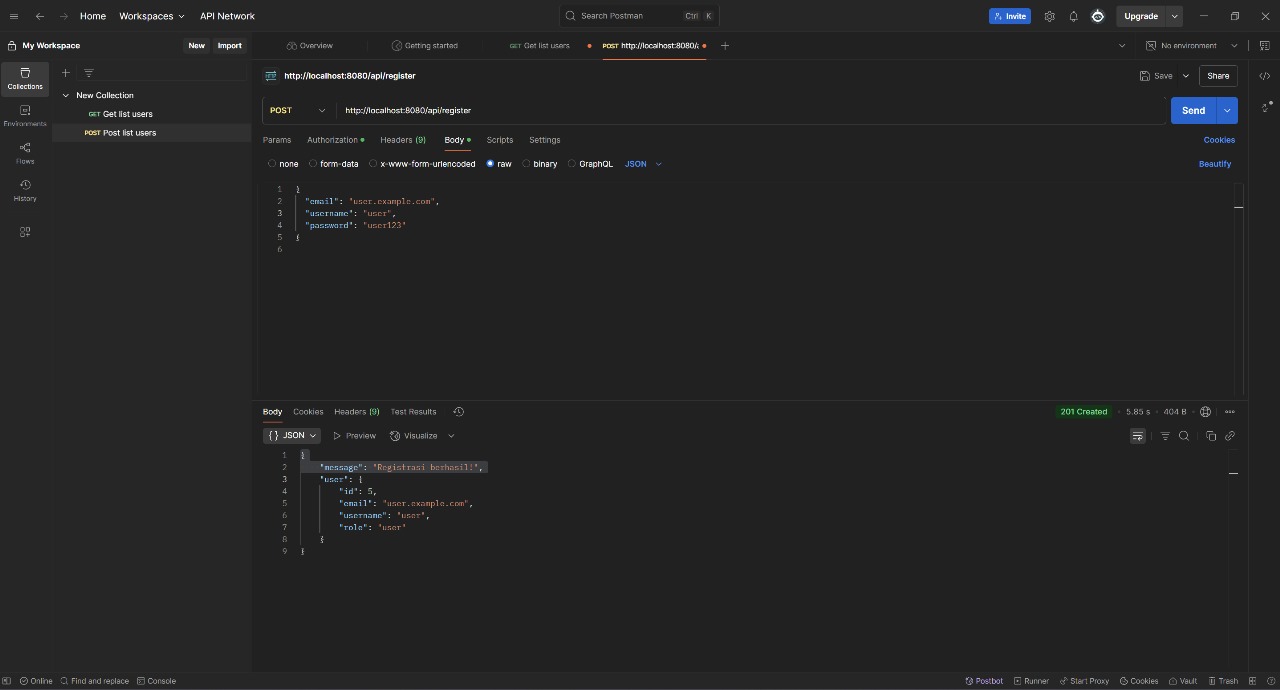 Home Workspaces API Network Search Postman Ctrl K Invite Upgrade
My Workspace New Import Overview Getting started GET Get list users POST http://localhost:8080/a No environment
Collections
Environments
Flows
History
New Collection
GET Get list users
POST Post list users
http://localhost:8080/api/register Save Share
POST http://localhost:8080/api/register Send
Params Authorization Headers (9) Body Scripts Settings Cookies
none form-data x-www-form-urlencoded raw binary GraphQL JSON Beautify
1 {
2 "email": "user.example.com",
3 "username": "user",
4 "password": "user123"
5 }
6
Body Cookies Headers (9) Test Results 201 Created 5.85 s 404 B
{} JSON Preview Visualize
1 {
2 "message": "Registrasi berhasil!",
3 "user": {
4 "id": 5,
5 "email": "user.example.com",
6 "username": "user",
7 "role": "user"
8 }
9 }
Online Find and replace Console Postbot Runner Start Proxy Cookies Vault Trash